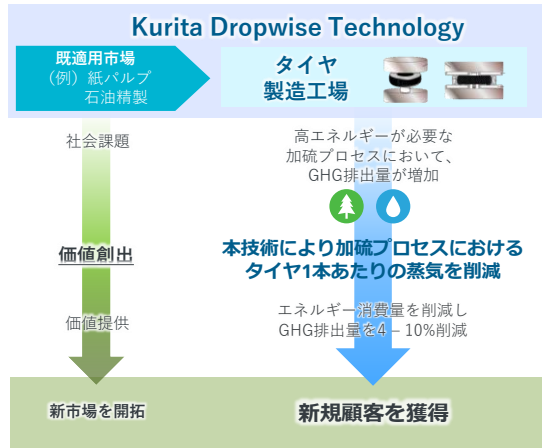 Kurita Dropwise Technology
既適用市場
（例）紙パルプ
石油精製
タイヤ
製造工場
社会課題
高エネルギーが必要な
加硫プロセスにおいて、
GHG排出量が増加
価値創出
本技術により加硫プロセスにおける
タイヤ1本あたりの蒸気を削減
価値提供
エネルギー消費量を削減し
GHG排出量を4 – 10%削減
新市場を開拓
新規顧客を獲得